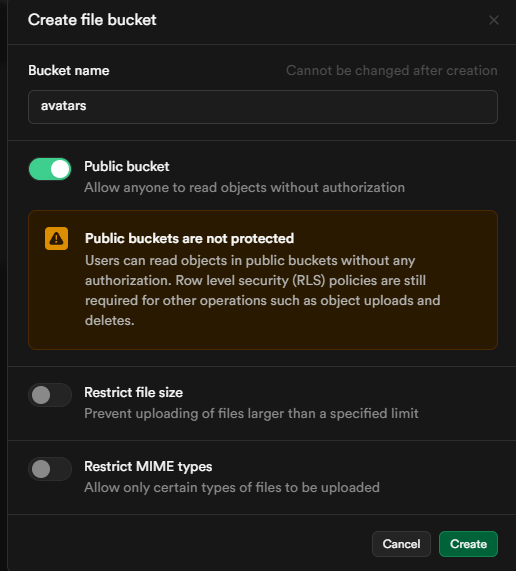 Create file bucket
Bucket name
Cannot be changed after creation
avatars
Public bucket
Allow anyone to read objects without authorization
Public buckets are not protected
Users can read objects in public buckets without any
authorization. Row level security (RLS) policies are still
required for other operations such as object uploads and
deletes.
Restrict file size
Prevent uploading of files larger than a specified limit
Restrict MIME types
Allow only certain types of files to be uploaded
Cancel
Create